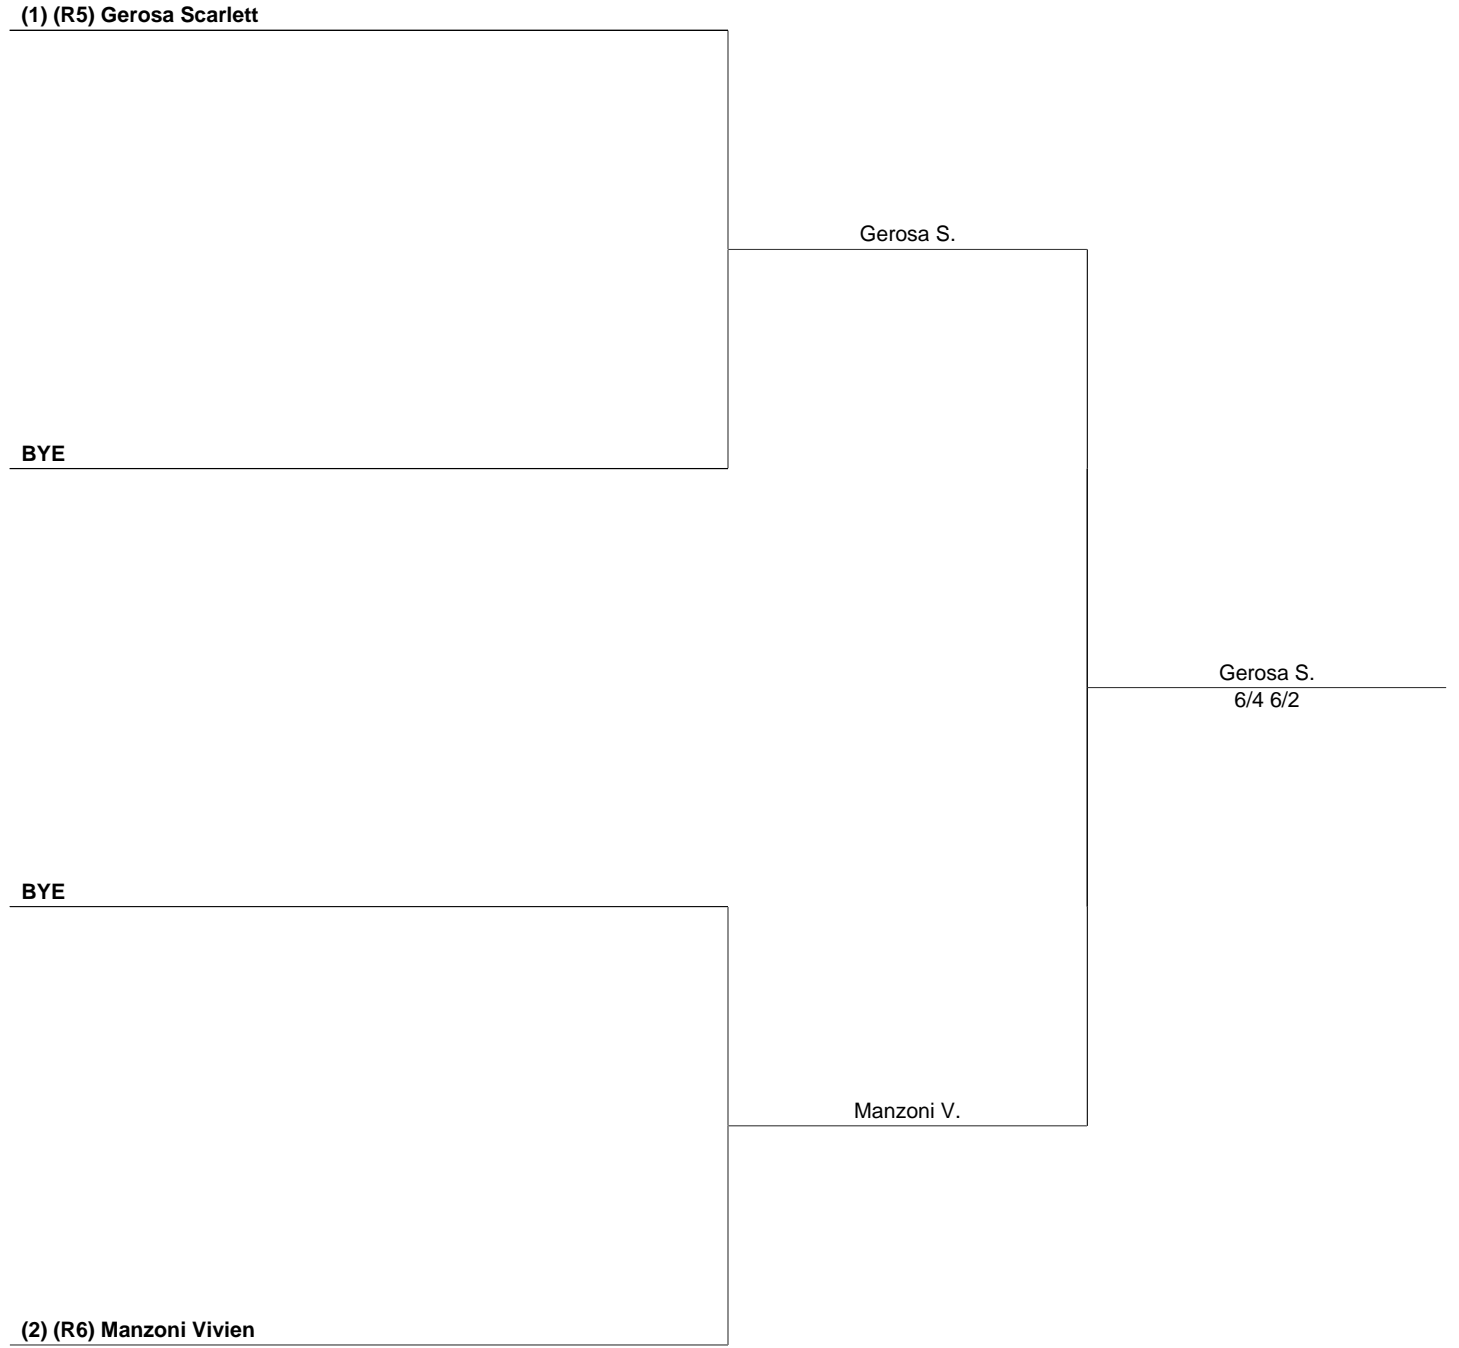 (1) (R5) Gerosa Scarlett
Gerosa S.
BYE
Gerosa S.
6/4 6/2
BYE
Manzoni V.
(2) (R6) Manzoni Vivien